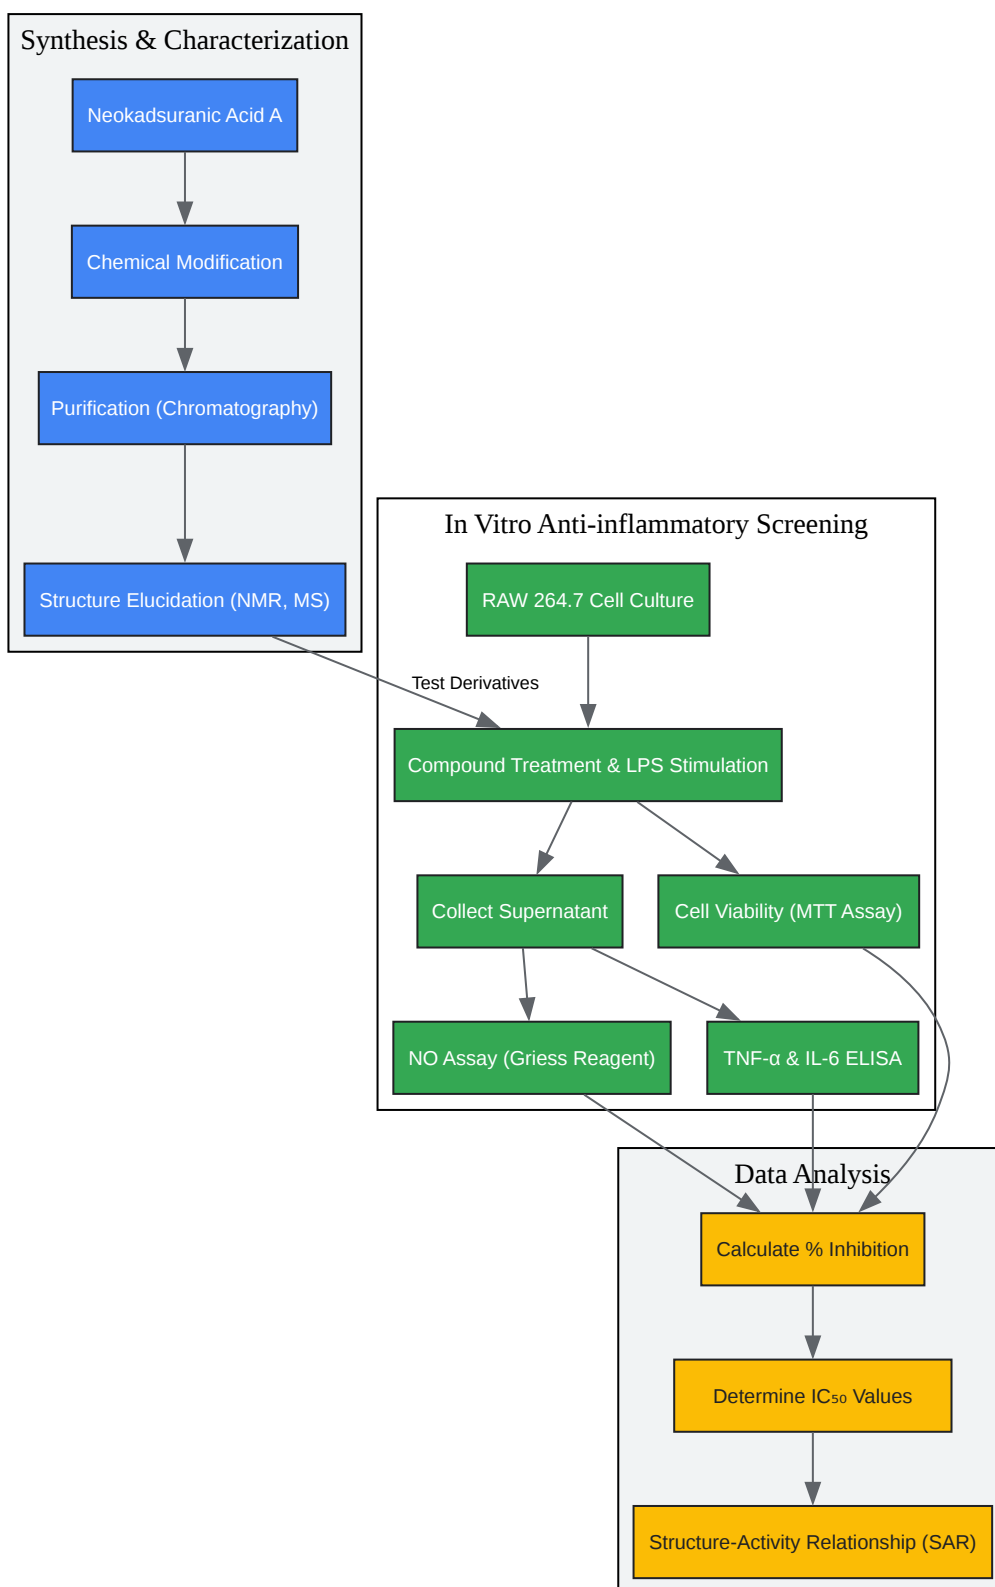 Synthesis & Characterization
Neokadsuranic Acid A
Chemical Modification
Purification (Chromatography)
Structure Elucidation (NMR, MS)
In Vitro Anti-inflammatory Screening
RAW 264.7 Cell Culture
Test Derivatives
Compound Treatment & LPS Stimulation
Collect Supernatant
Cell Viability (MTT Assay)
NO Assay (Griess Reagent)
TNF-α & IL-6 ELISA
Data Analysis
Calculate % Inhibition
Determine IC₅₀ Values
Structure-Activity Relationship (SAR)